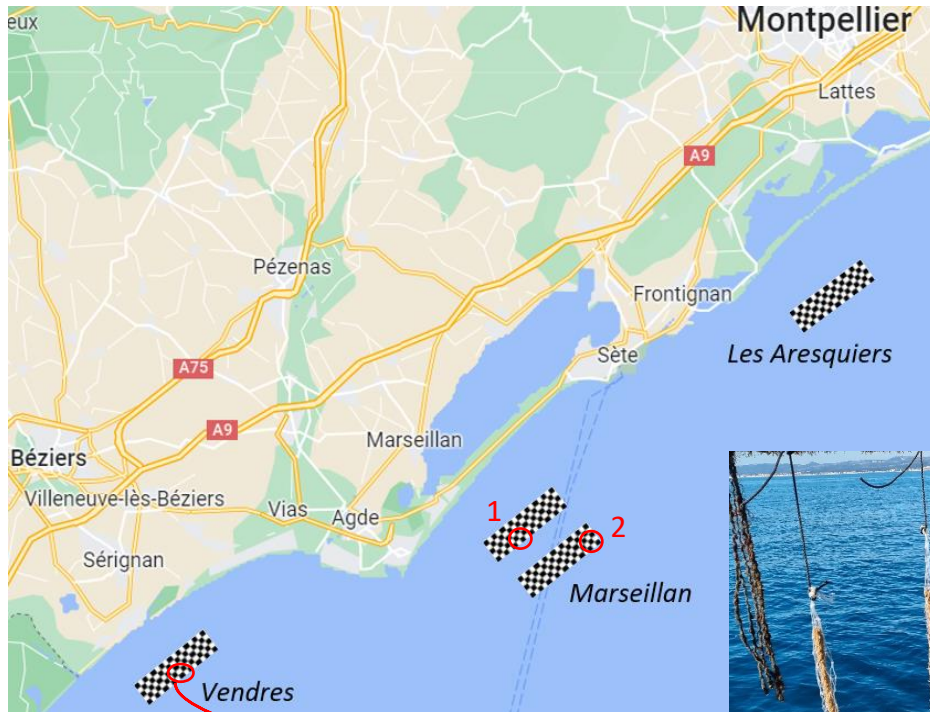 eux
Montpellier
Lattes
A9
Pézenas
Frontignan
Les Aresquiers
Sète
A75
A9
Marseillan
Béziers
Villeneuve-lès-Béziers
Vias
Agde
1
2
Sérignan
Marseillan
Vendres